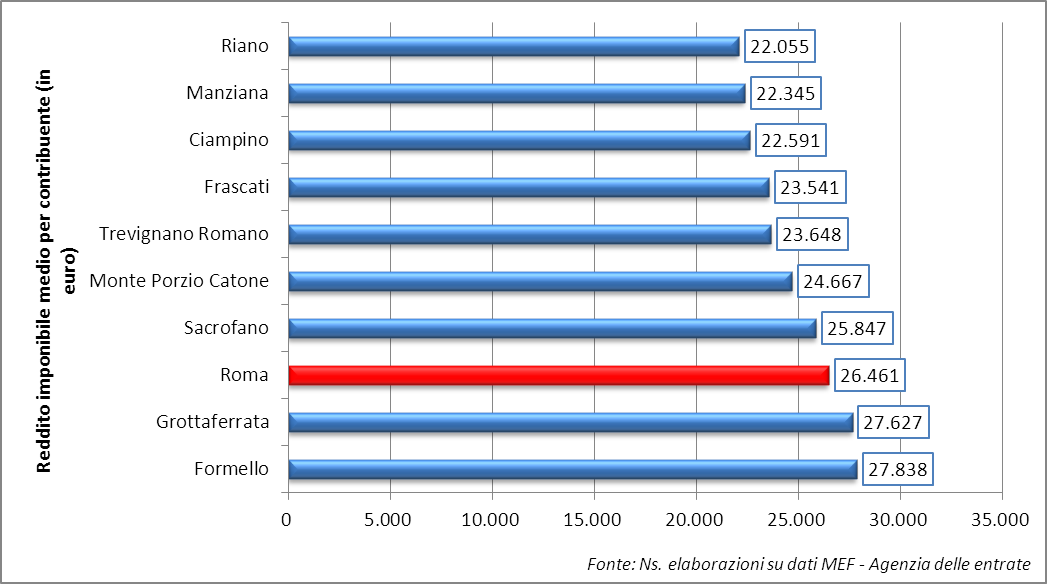 Reddito imponibile medio per contribuente (in
euro)
Riano 22.055
Manziana 22.345
Ciampino 22.591
Frascati 23.541
Trevignano Romano 23.648
Monte Porzio Catone 24.667
Sacrofano 25.847
Roma 26.461
Grottaferrata 27.627
Formello 27.838
0 5.000 10.000 15.000 20.000 25.000 30.000 35.000
Fonte: Ns. elaborazioni su dati MEF - Agenzia delle entrate